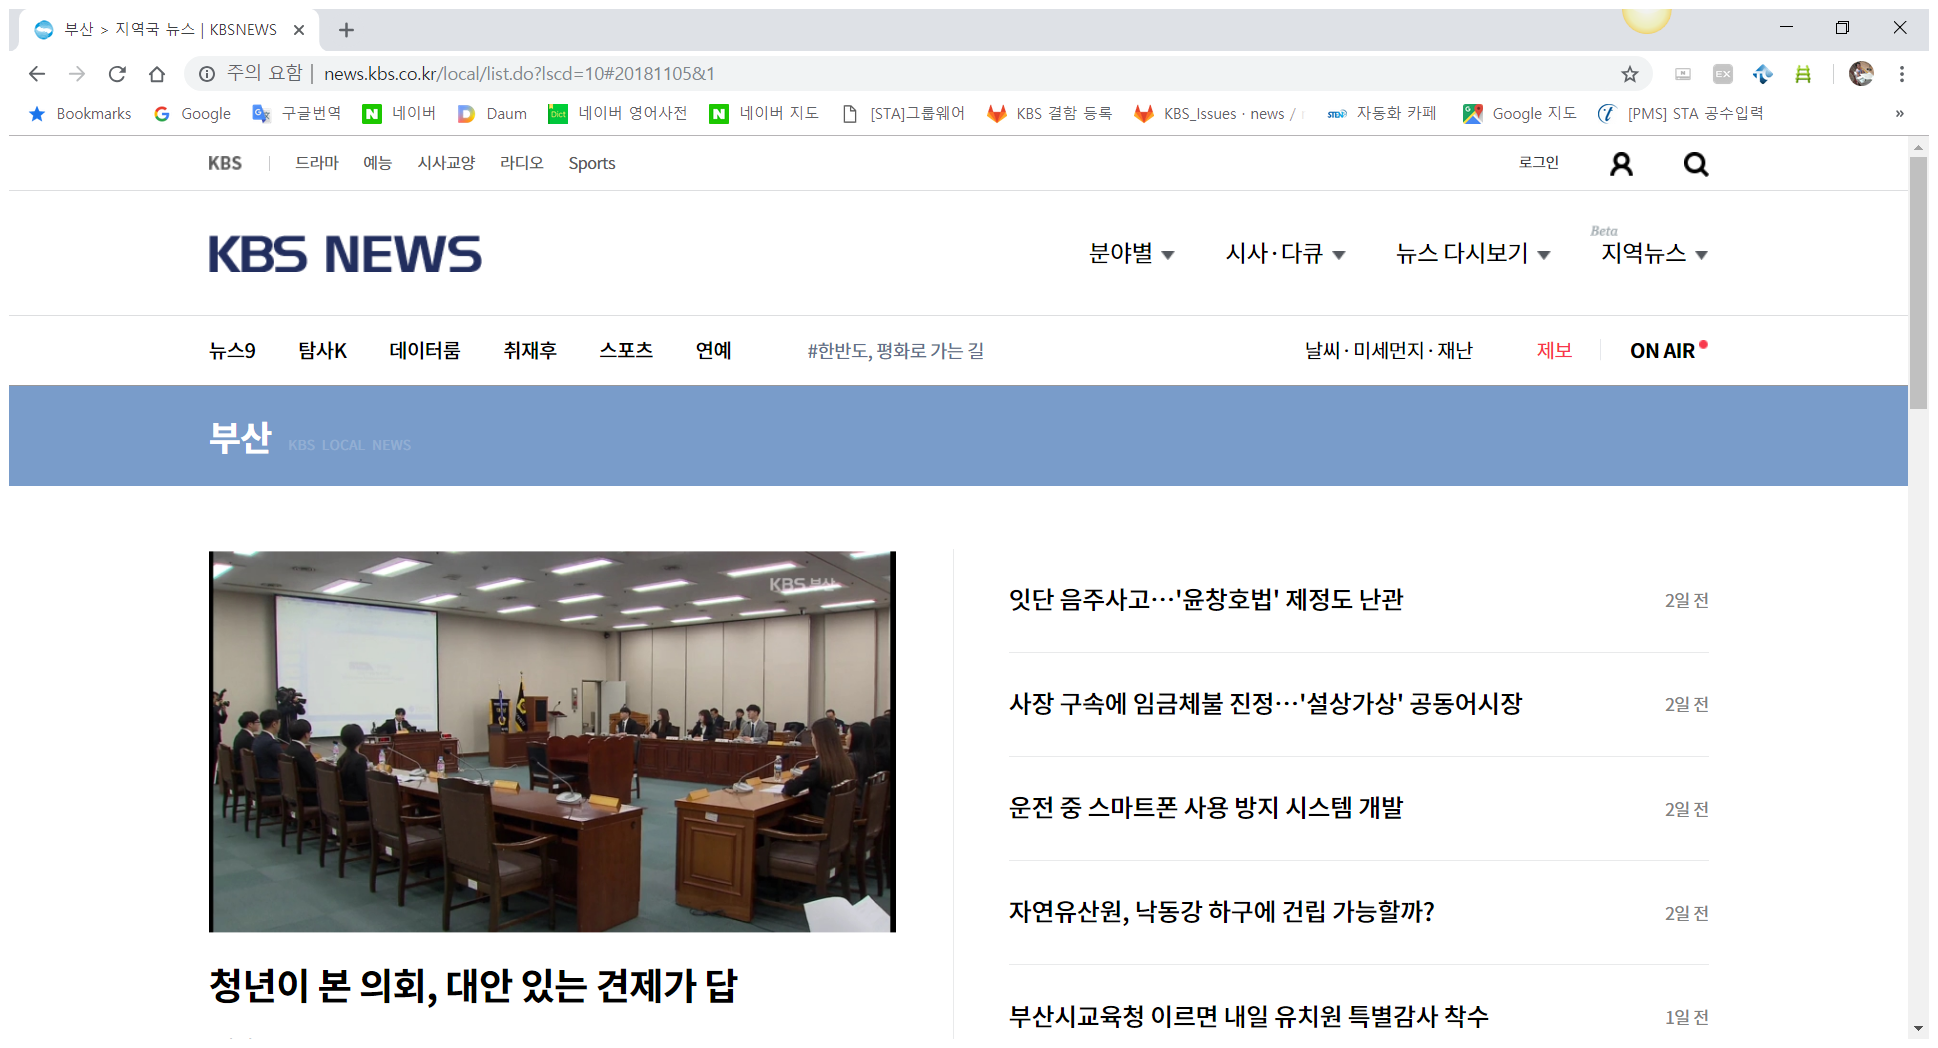 부산 > 지역국 뉴스 | KBSNEWS
주의 요함 | news.kbs.co.kr/local/list.do?lscd=10#20181105&1
EX
Bookmarks Google 구글번역 네이버 Daum 네이버 영어사전 네이버 지도 [STA]그룹웨어 KBS 결함 등록 KBS_Issues · news / 자동화 카페 Google 지도 [PMS] STA 공수입력 »
KBS 드라마 예능 시사교양 라디오 Sports 로그인
KBS NEWS 분야별 시사·다큐 뉴스 다시보기 Beta 지역뉴스
뉴스9 탐사K 데이터룸 취재후 스포츠 연예 #한반도, 평화로 가는 길 날씨·미세먼지·재난 제보 ON AIR
부산 KBS LOCAL NEWS
KBS 부산
청년이 본 의회, 대안 있는 견제가 답
잇단 음주사고…'윤창호법' 제정도 난관 2일 전
사장 구속에 임금체불 진정…'설상가상' 공동어시장 2일 전
운전 중 스마트폰 사용 방지 시스템 개발 2일 전
자연유산원, 낙동강 하구에 건립 가능할까? 2일 전
부산시교육청 이르면 내일 유치원 특별감사 착수 1일 전